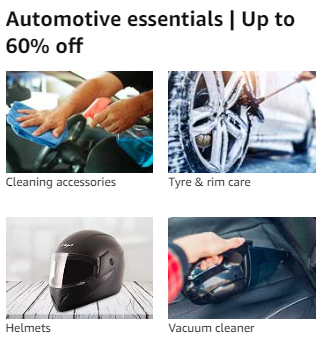 Automotive essentials | Up to
60% off
Cleaning accessories
Tyre & rim care
Helmets
Vacuum cleaner